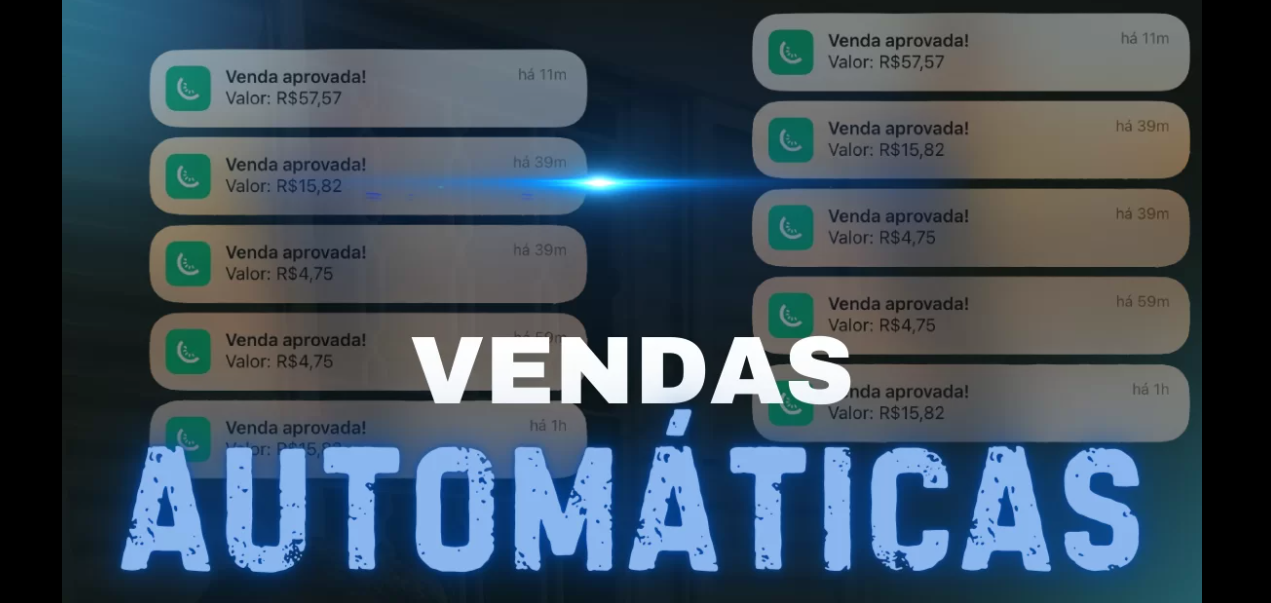 Venda aprovada!
há 11m
Valor: R$57,57
Venda aprovada!
há 39m
Valor: R$15,82
Venda aprovada!
há 39m
Valor: R$4,75
Venda aprovada!
há 59m
Valor: R$4,75
Venda aprovada!
há 1h
Venda aprovada!
há 11m
Valor: R$57,57
Venda aprovada!
há 39m
Valor: R$15,82
Venda aprovada!
há 39m
Valor: R$4,75
Venda aprovada!
há 59m
Valor: R$4,75
Venda aprovada!
há 1h
Valor: R$15,82
VENDAS
AUTOMÁTICAS